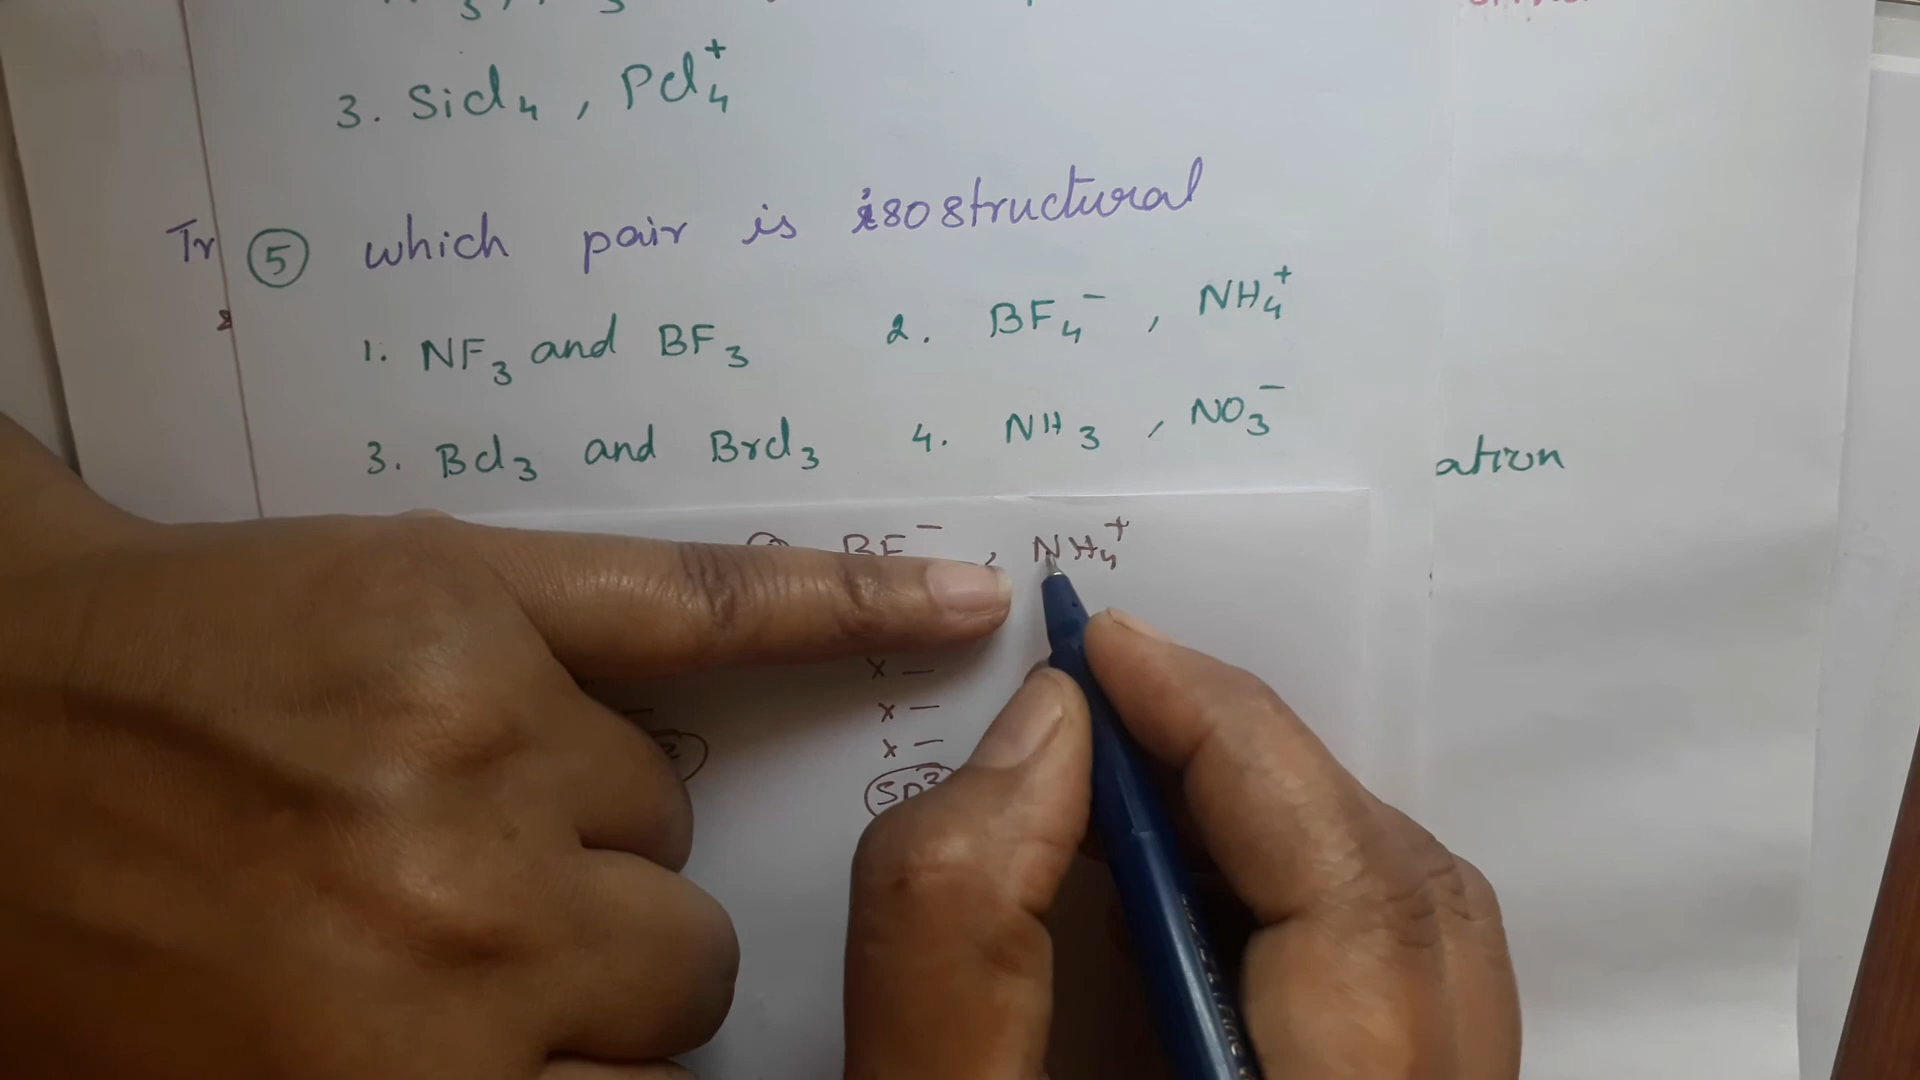 3. SiCl4 , PCl4+
Tr 5 which pair is isostructural
1. NF3 and BF3 2. BF4- , NH4+
3. BCl3 and BrCl3 4. NH3 , NO3-
ation
BF- , NH4+
x —
x —
x —
sp3